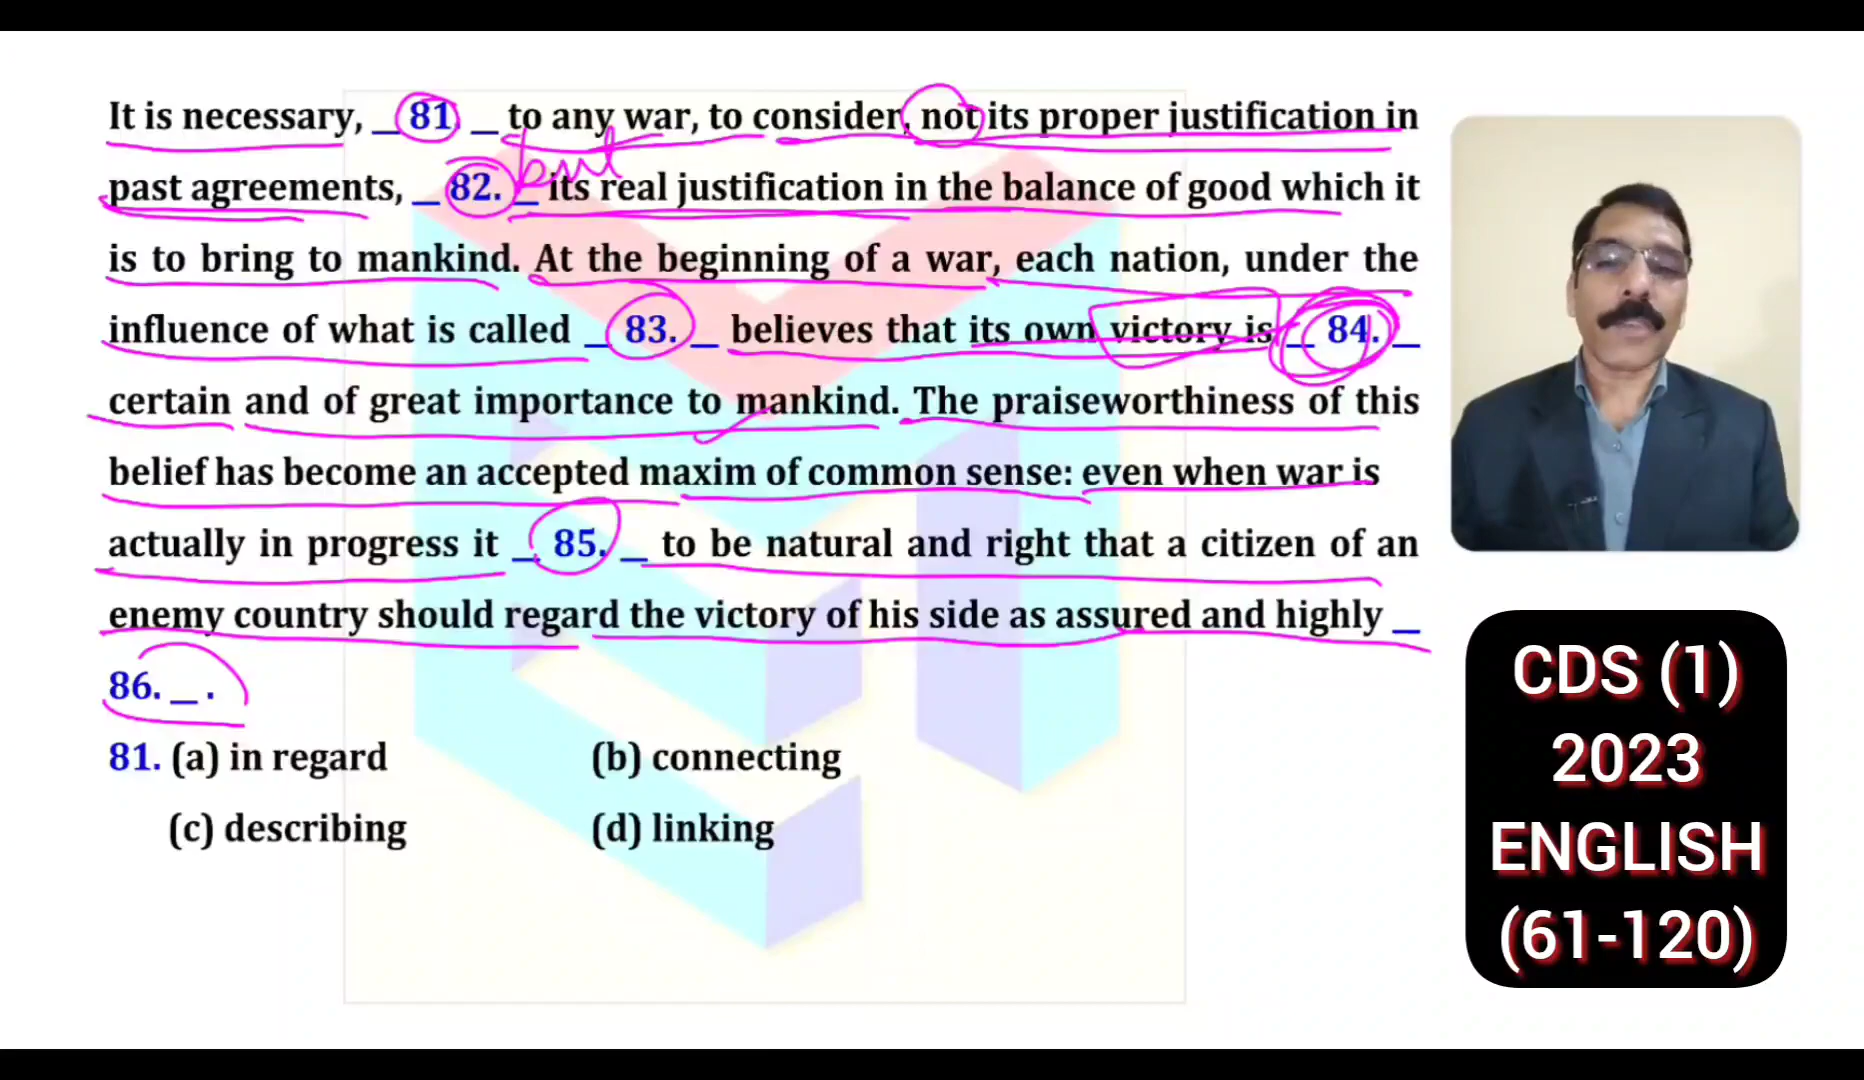 It is necessary, _ 81 _ to any war, to consider, not its proper justification in
but
past agreements, _ 82. _ its real justification in the balance of good which it
is to bring to mankind. At the beginning of a war, each nation, under the
influence of what is called _ 83. _ believes that its own victory is _ 84. _
certain and of great importance to mankind. The praiseworthiness of this
belief has become an accepted maxim of common sense: even when war is
actually in progress it _ 85. _ to be natural and right that a citizen of an
enemy country should regard the victory of his side as assured and highly _
86. _ .
81. (a) in regard (b) connecting
(c) describing (d) linking
CDS (1)
2023
ENGLISH
(61-120)